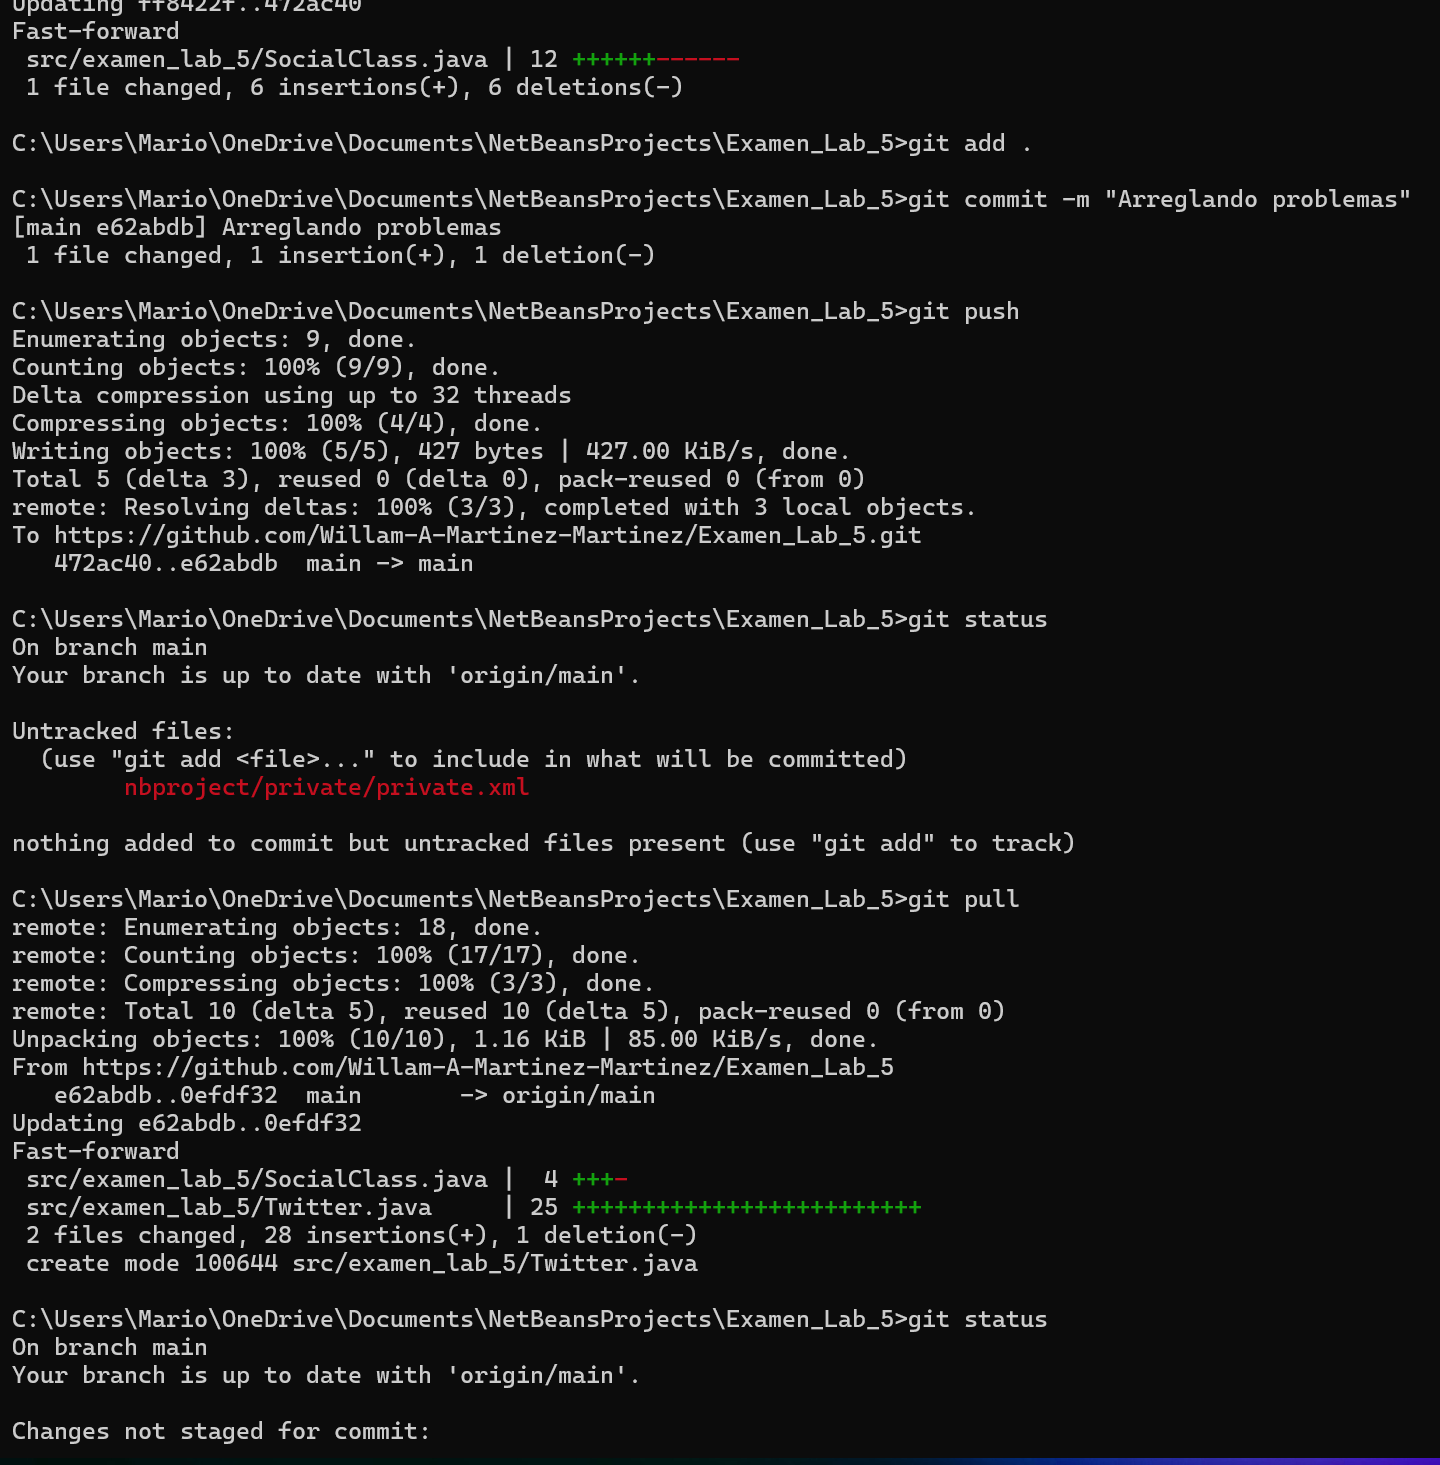 Updating ff8422f..472ac40
Fast-forward
 src/examen_lab_5/SocialClass.java | 12 ++++++------
 1 file changed, 6 insertions(+), 6 deletions(-)

C:\Users\Mario\OneDrive\Documents\NetBeansProjects\Examen_Lab_5>git add .

C:\Users\Mario\OneDrive\Documents\NetBeansProjects\Examen_Lab_5>git commit -m "Arreglando problemas"
[main e62abdb] Arreglando problemas
 1 file changed, 1 insertion(+), 1 deletion(-)

C:\Users\Mario\OneDrive\Documents\NetBeansProjects\Examen_Lab_5>git push
Enumerating objects: 9, done.
Counting objects: 100% (9/9), done.
Delta compression using up to 32 threads
Compressing objects: 100% (4/4), done.
Writing objects: 100% (5/5), 427 bytes | 427.00 KiB/s, done.
Total 5 (delta 3), reused 0 (delta 0), pack-reused 0 (from 0)
remote: Resolving deltas: 100% (3/3), completed with 3 local objects.
To https://github.com/Willam-A-Martinez-Martinez/Examen_Lab_5.git
   472ac40..e62abdb  main -> main

C:\Users\Mario\OneDrive\Documents\NetBeansProjects\Examen_Lab_5>git status
On branch main
Your branch is up to date with 'origin/main'.

Untracked files:
  (use "git add <file>..." to include in what will be committed)
        nbproject/private/private.xml

nothing added to commit but untracked files present (use "git add" to track)

C:\Users\Mario\OneDrive\Documents\NetBeansProjects\Examen_Lab_5>git pull
remote: Enumerating objects: 18, done.
remote: Counting objects: 100% (17/17), done.
remote: Compressing objects: 100% (3/3), done.
remote: Total 10 (delta 5), reused 10 (delta 5), pack-reused 0 (from 0)
Unpacking objects: 100% (10/10), 1.16 KiB | 85.00 KiB/s, done.
From https://github.com/Willam-A-Martinez-Martinez/Examen_Lab_5
   e62abdb..0efdf32  main       -> origin/main
Updating e62abdb..0efdf32
Fast-forward
 src/examen_lab_5/SocialClass.java |  4 +++-
 src/examen_lab_5/Twitter.java     | 25 +++++++++++++++++++++++++
 2 files changed, 28 insertions(+), 1 deletion(-)
 create mode 100644 src/examen_lab_5/Twitter.java

C:\Users\Mario\OneDrive\Documents\NetBeansProjects\Examen_Lab_5>git status
On branch main
Your branch is up to date with 'origin/main'.

Changes not staged for commit: